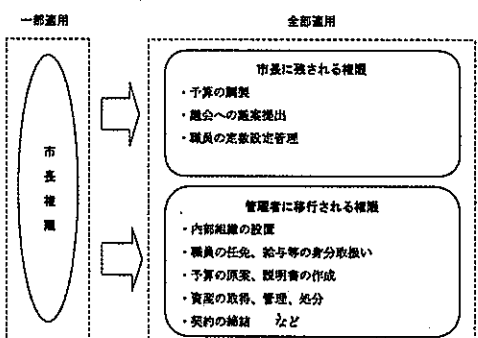 一部適用
全部適用
市長権限
市長に残される権限
・予算の調製
・議会への議案提出
・職員の定数設定管理
管理者に移行される権限
・内部組織の設置
・職員の任免、給与等の身分取扱い
・予算の原案、説明書の作成
・資産の取得、管理、処分
・契約の締結　など